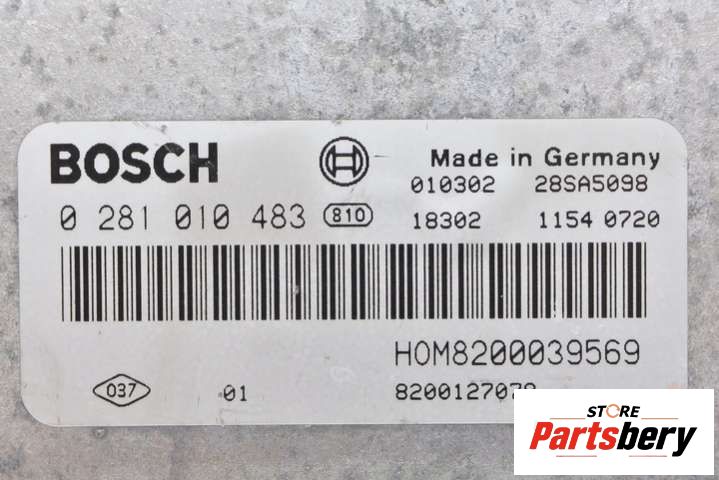 BOSCH Made in Germany
010302 28SA5098
0 281 010 483 810 18302 1154 0720
HOM8200039569
037 01
STORE
Partsbery